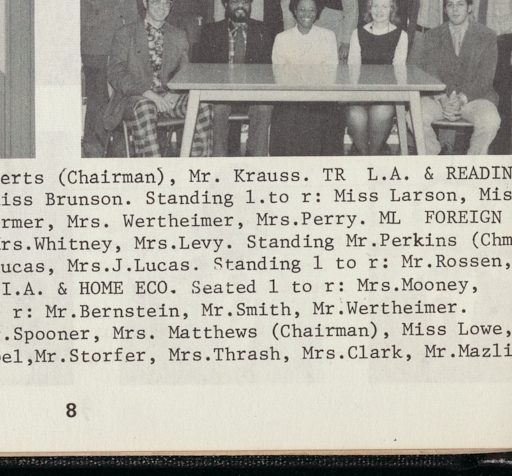 erts (Chairman), Mr. Krauss. TR L.A. & READIN
iss Brunson. Standing l.to r: Miss Larson, Mis
rmer, Mrs. Wertheimer, Mrs.Perry. ML FOREIGN
rs.Whitney, Mrs.Levy. Standing Mr.Perkins (Chm
ucas, Mrs.J.Lucas. Standing l to r: Mr.Rossen,
I.A. & HOME ECO. Seated l to r: Mrs.Mooney,
r: Mr.Bernstein, Mr.Smith, Mr.Wertheimer.
.Spooner, Mrs. Matthews (Chairman), Miss Lowe,
el,Mr.Storfer, Mrs.Thrash, Mrs.Clark, Mr.Mazli
8